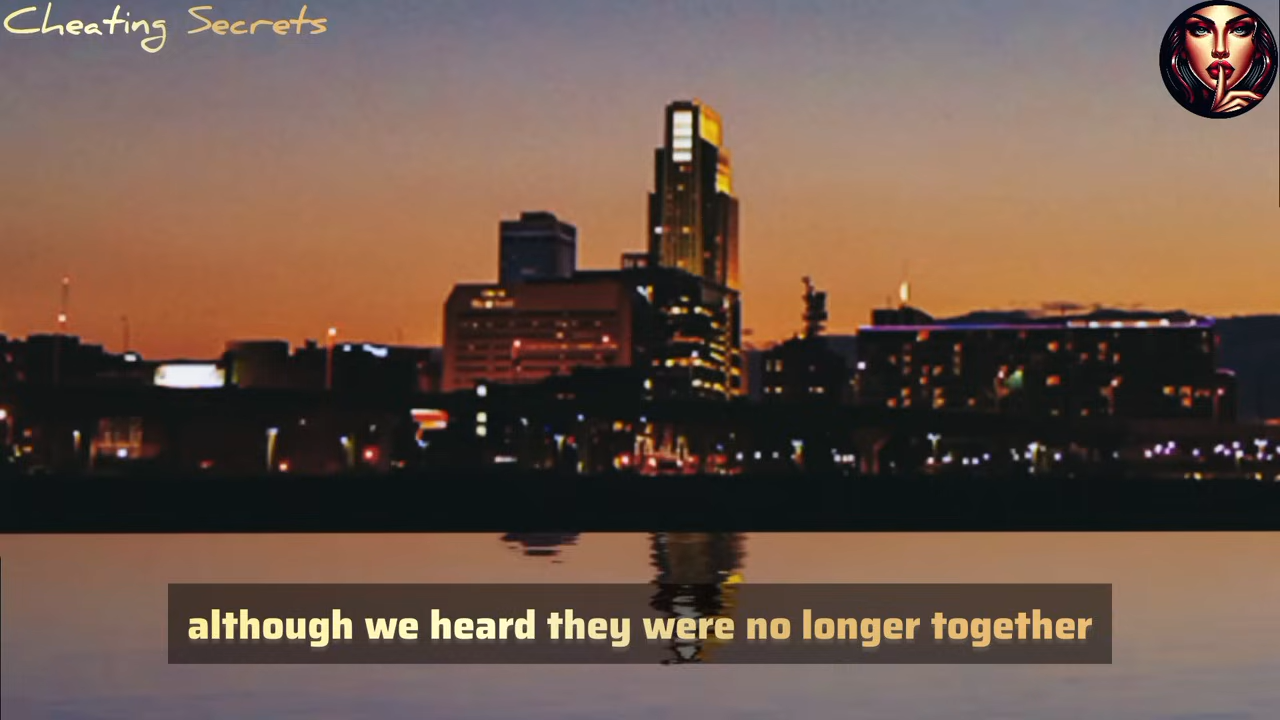 Cheating Secrets
although we heard they were no longer together